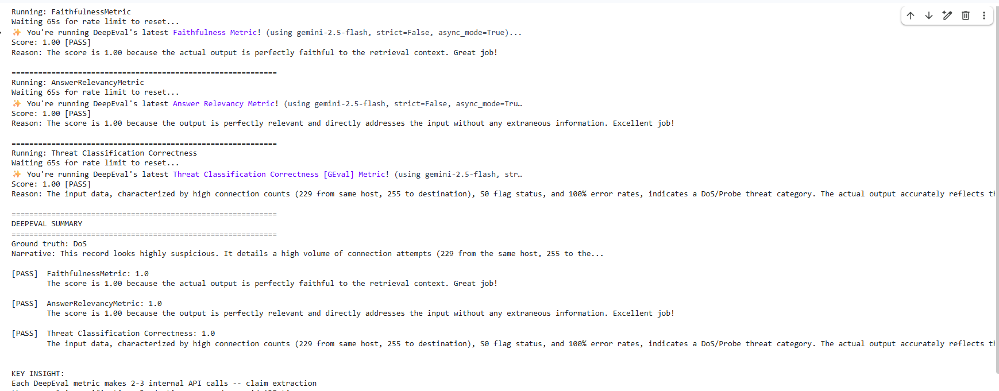 Running: FaithfulnessMetric
Waiting 65s for rate limit to reset...
✨ You're running DeepEval's latest Faithfulness Metric! (using gemini-2.5-flash, strict=False, async_mode=True)...
Score: 1.00 [PASS]
Reason: The score is 1.00 because the actual output is perfectly faithful to the retrieval context. Great job!
============================================================
Running: AnswerRelevancyMetric
Waiting 65s for rate limit to reset...
✨ You're running DeepEval's latest Answer Relevancy Metric! (using gemini-2.5-flash, strict=False, async_mode=Tru…
Score: 1.00 [PASS]
Reason: The score is 1.00 because the output is perfectly relevant and directly addresses the input without any extraneous information. Excellent job!
============================================================
Running: Threat Classification Correctness
Waiting 65s for rate limit to reset...
✨ You're running DeepEval's latest Threat Classification Correctness [GEval] Metric! (using gemini-2.5-flash, str…
Score: 1.00 [PASS]
Reason: The input data, characterized by high connection counts (229 from same host, 255 to destination), S0 flag status, and 100% error rates, indicates a DoS/Probe threat category. The actual output accurately reflects
============================================================
DEEPEVAL SUMMARY
============================================================
Ground truth: DoS
Narrative: This record looks highly suspicious. It details a high volume of connection attempts (229 from the same host, 255 to the...
[PASS]  FaithfulnessMetric: 1.0
The score is 1.00 because the actual output is perfectly faithful to the retrieval context. Great job!
[PASS]  AnswerRelevancyMetric: 1.0
The score is 1.00 because the output is perfectly relevant and directly addresses the input without any extraneous information. Excellent job!
[PASS]  Threat Classification Correctness: 1.0
The input data, characterized by high connection counts (229 from same host, 255 to destination), S0 flag status, and 100% error rates, indicates a DoS/Probe threat category. The actual output accurately reflects
KEY INSIGHT:
Each DeepEval metric makes 2-3 internal API calls -- claim extraction